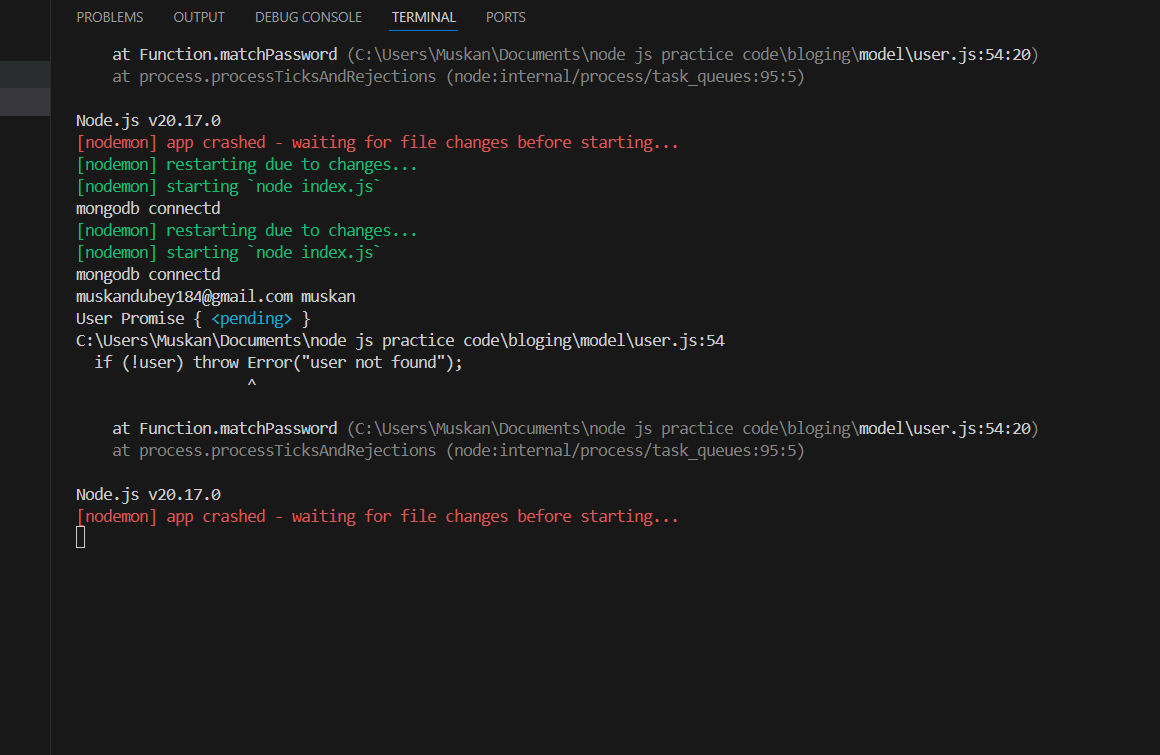 PROBLEMS OUTPUT DEBUG CONSOLE TERMINAL PORTS
at Function.matchPassword (C:\Users\Muskan\Documents\node js practice code\bloging\model\user.js:54:20)
at process.processTicksAndRejections (node:internal/process/task_queues:95:5)
Node.js v20.17.0
[nodemon] app crashed - waiting for file changes before starting...
[nodemon] restarting due to changes...
[nodemon] starting `node index.js`
mongodb connectd
[nodemon] restarting due to changes...
[nodemon] starting `node index.js`
mongodb connectd
muskandubey184@gmail.com muskan
User Promise { <pending> }
C:\Users\Muskan\Documents\node js practice code\bloging\model\user.js:54
if (!user) throw Error("user not found");
^
at Function.matchPassword (C:\Users\Muskan\Documents\node js practice code\bloging\model\user.js:54:20)
at process.processTicksAndRejections (node:internal/process/task_queues:95:5)
Node.js v20.17.0
[nodemon] app crashed - waiting for file changes before starting...